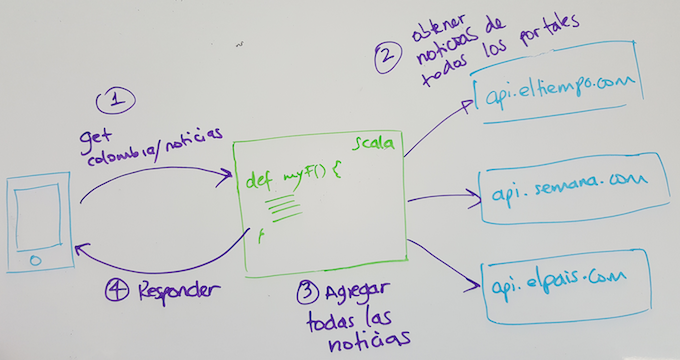 ①
get
colombia/noticias
Scala
def myF() {
}
② obtener
noticias de
todos los portales
api.eltiempo.com
api.semana.com
api.elpais.com
③ Agregar
todas las
noticias
④ Responder